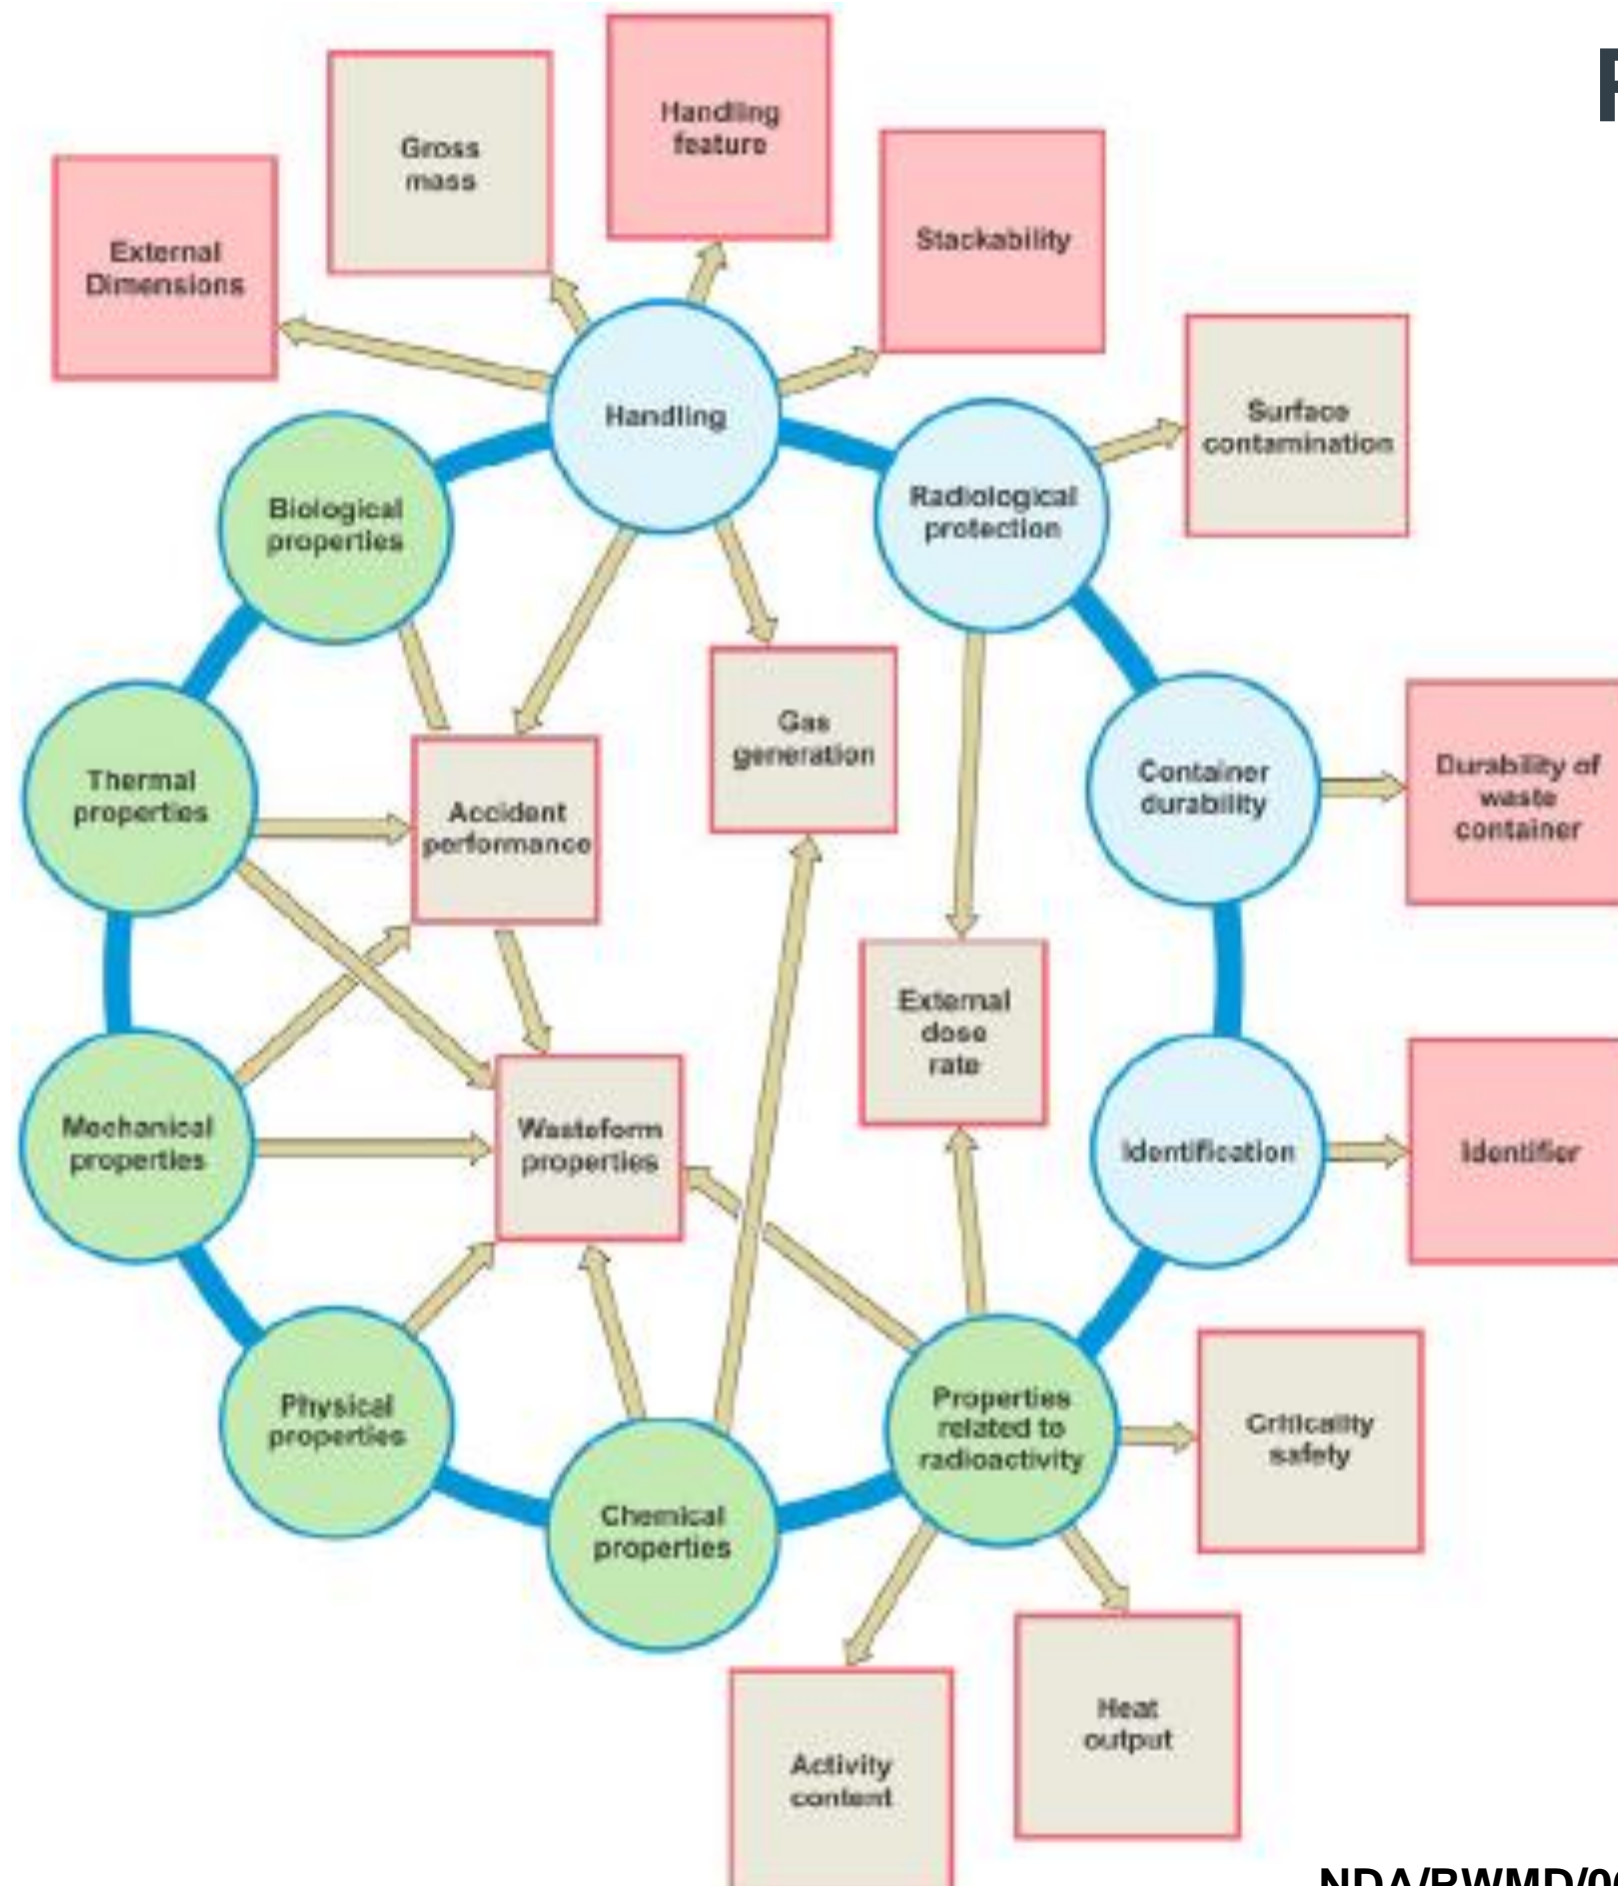 Handling
feature
Gross
mass
External
Dimensions
Stackability
Handling
Surface
contamination
Biological
properties
Radiological
protection
Gas
generation
Thermal
properties
Accident
performance
Container
durability
Durability of
waste
container
External
dose
rate
Mechanical
properties
Wasteform
properties
Identification
Identifier
Physical
properties
Properties
related to
radioactivity
Criticality
safety
Chemical
properties
Heat
output
Activity
content